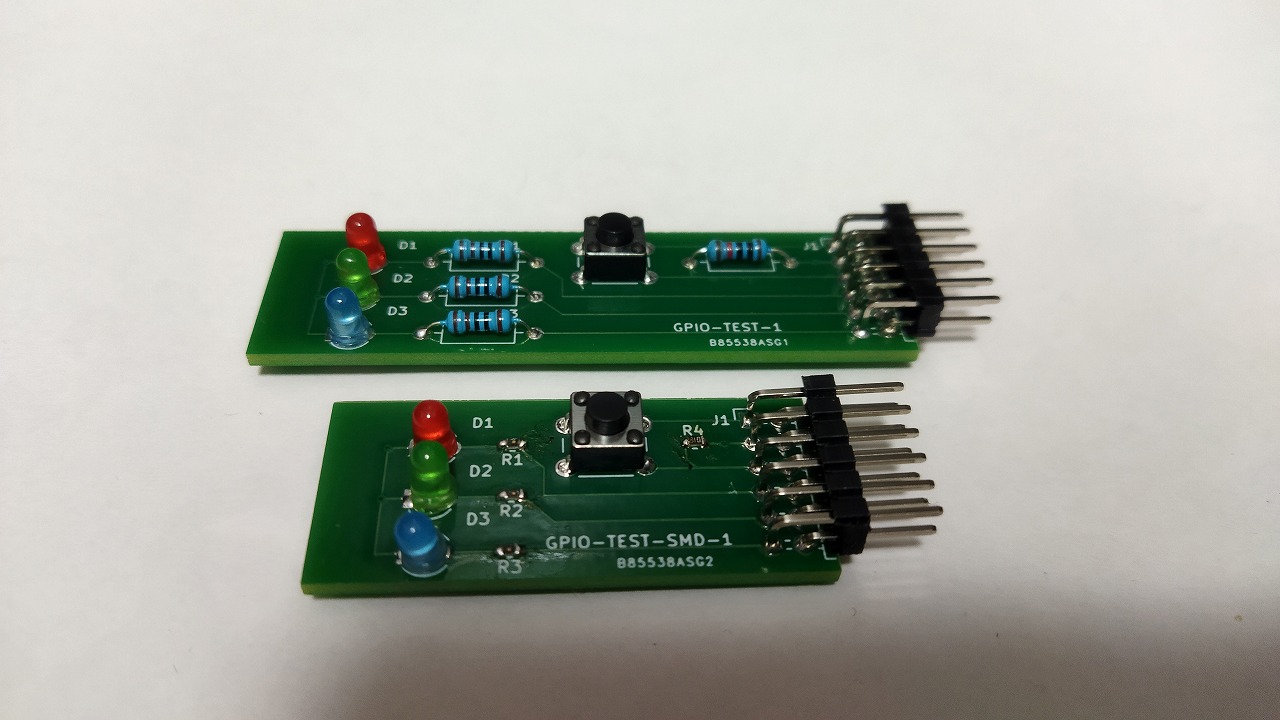 D1
D2
D3
J1
GPIO-TEST-1
B85538ASG1
D1
D2
D3
R1
R2
R3
R4
J1
GPIO-TEST-SMD-1
B85538ASG2